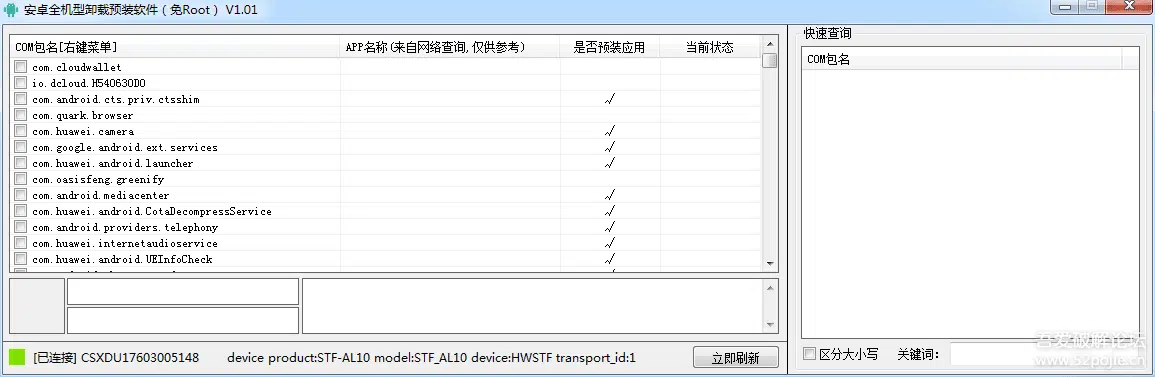 安卓全机型卸载预装软件（免Root）V1.01
COM包名[右键菜单] APP名称(来自网络查询,仅供参考) 是否预装应用 当前状态
com.cloudwallet
io.dcloud.H54063ODO
com.android.cts.priv.ctsshim √
com.quark.browser
com.huawei.camera √
com.google.android.ext.services √
com.huawei.android.launcher √
com.oasisfeng.greenify
com.android.mediacenter √
com.huawei.android.CotaDecompressService √
com.android.providers.telephony √
com.huawei.internetaudioservice √
com.huawei.android.UEInfoCheck √
[已连接] CSXDU17603005148 device product:STF-AL10 model:STF_AL10 device:HWSTF transport_id:1 立即刷新
快速查询
COM包名
区分大小写 关键词：
吾爱破解论坛
www.52pojie.cn